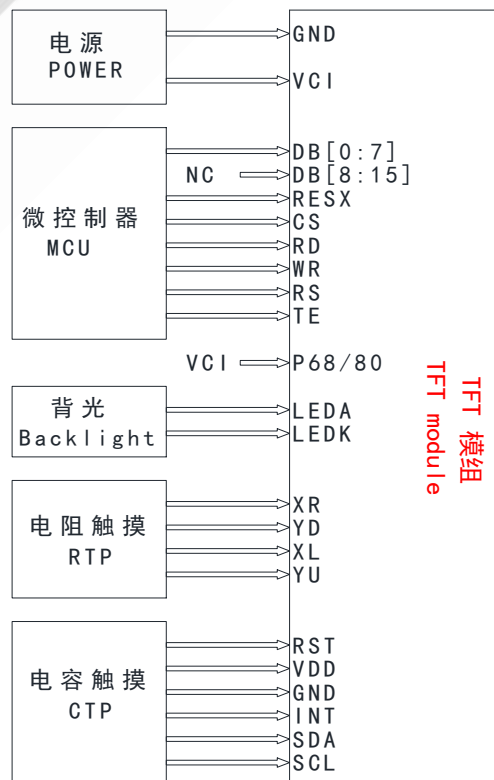 电源
POWER
GND
VCI
微控制器
MCU
DB[0:7]
NC DB[8:15]
RESX
CS
RD
WR
RS
TE
VCI P68/80
背光
Backlight
LEDA
LEDK
电阻触摸
RTP
XR
YD
XL
YU
电容触摸
CTP
RST
VDD
GND
INT
SDA
SCL
TFT 模组
TFT module